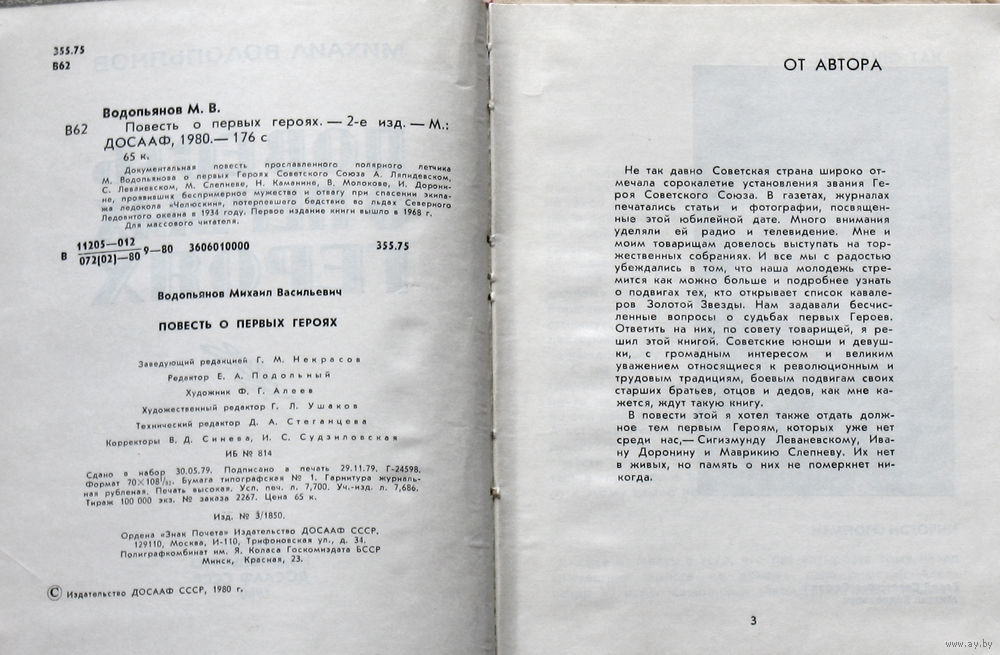 355.75
В62
Водопьянов М. В.
В62 Повесть о первых героях. — 2-е изд. — М.:
ДОСААФ, 1980.— 176 с
65 к.
Документальная повесть прославленного полярного летчика
М. Водопьянова о первых Героях Советского Союза А. Ляпидевском,
С. Леваневском, М. Слепневе, Н. Каманине, В. Молокове, И. Дорони-
не, проявивших беспримерное мужество и отвагу при спасении экипа-
жа ледокола «Челюскин», потерпевшего бедствие во льдах Северного
Ледовитого океана в 1934 году. Первое издание книги вышло в 1968 г.
Для массового читателя.
В 11205—012
072(02)—80 9—80 3606010000 355.75
Водопьянов Михаил Васильевич
ПОВЕСТЬ О ПЕРВЫХ ГЕРОЯХ
Заведующий редакцией Г. М. Некрасов
Редактор Е. А. Подольный
Художник Ф. Г. Алеев
Художественный редактор Г. Л. Ушаков
Технический редактор Д. А. Стеганцева
Корректоры В. Д. Синева, И. С. Судзиловская
ИБ № 814
Сдано в набор 30.05.79. Подписано в печать 29.11.79. Г-24598.
Формат 70×108¹/₃₂. Бумага типографская № 1. Гарнитура журналь-
ная рубленая. Печать высокая. Усл. печ. л. 7,700. Уч.-изд. л. 7,686.
Тираж 100 000 экз. № заказа 2267. Цена 65 к.
Изд. № 3/1850.
Ордена «Знак Почета» Издательство ДОСААФ СССР,
129110, Москва, И-110, Трифоновская ул., д. 34.
Полиграфкомбинат им. Я. Коласа Госкомиздата БССР
Минск, Красная, 23.
© Издательство ДОСААФ СССР, 1980 г.
ОТ АВТОРА
Не так давно Советская страна широко от-
мечала сорокалетие установления звания Ге-
роя Советского Союза. В газетах, журналах
печатались статьи и фотографии, посвящен-
ные этой юбилейной дате. Много внимания
уделяли ей радио и телевидение. Мне и
моим товарищам довелось выступать на тор-
жественных собраниях. И все мы с радостью
убеждались в том, что наша молодежь стре-
мится как можно больше и подробнее узнать
о подвигах тех, кто открывает список кавале-
ров Золотой Звезды. Нам задавали бесчис-
ленные вопросы о судьбах первых Героев.
Ответить на них, по совету товарищей, я ре-
шил этой книгой. Советские юноши и девуш-
ки, с громадным интересом и великим
уважением относящиеся к революционным и
трудовым традициям, боевым подвигам своих
старших братьев, отцов и дедов, как мне ка-
жется, ждут такую книгу.
В повести этой я хотел также отдать долж-
ное тем первым Героям, которых уже нет
среди нас,— Сигизмунду Леваневскому, Ива-
ну Доронину и Маврикию Слепневу. Их нет
в живых, но память о них не померкнет ни-
когда.
3
www.ay.by